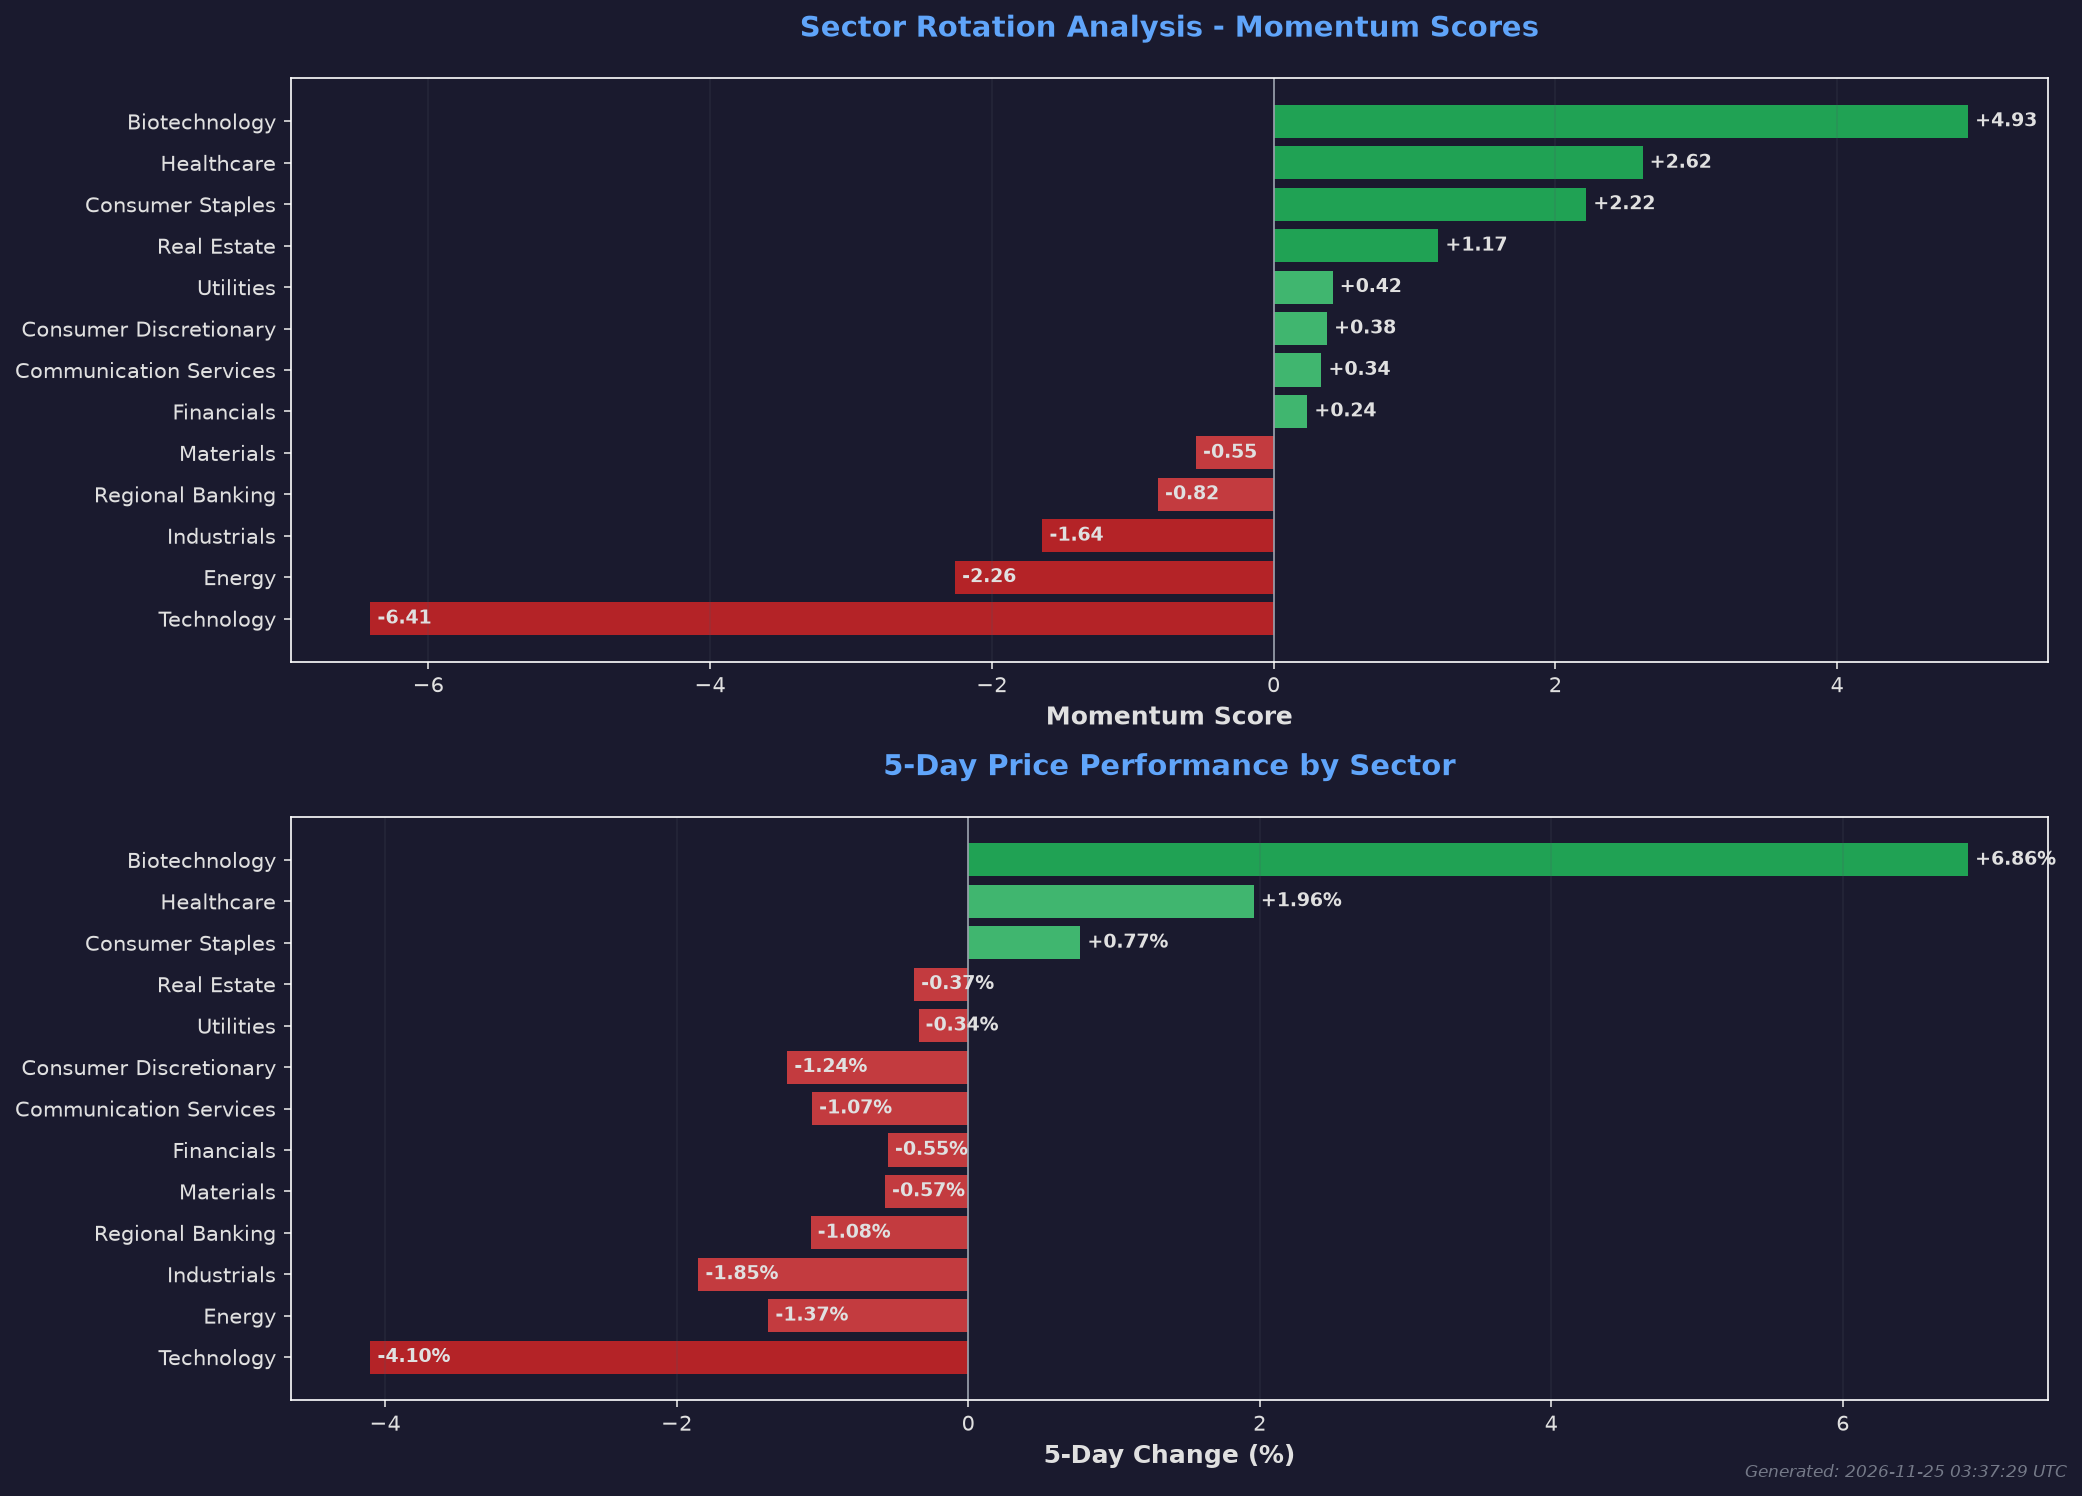 Sector Rotation Analysis - Momentum Scores
Biotechnology +4.93
Healthcare +2.62
Consumer Staples +2.22
Real Estate +1.17
Utilities +0.42
Consumer Discretionary +0.38
Communication Services +0.34
Financials +0.24
Materials -0.55
Regional Banking -0.82
Industrials -1.64
Energy -2.26
Technology -6.41
−6 −4 −2 0 2 4
Momentum Score
5-Day Price Performance by Sector
Biotechnology +6.86%
Healthcare +1.96%
Consumer Staples +0.77%
Real Estate -0.37%
Utilities -0.34%
Consumer Discretionary -1.24%
Communication Services -1.07%
Financials -0.55%
Materials -0.57%
Regional Banking -1.08%
Industrials -1.85%
Energy -1.37%
Technology -4.10%
−4 −2 0 2 4 6
5-Day Change (%)
Generated: 2026-11-25 03:37:29 UTC